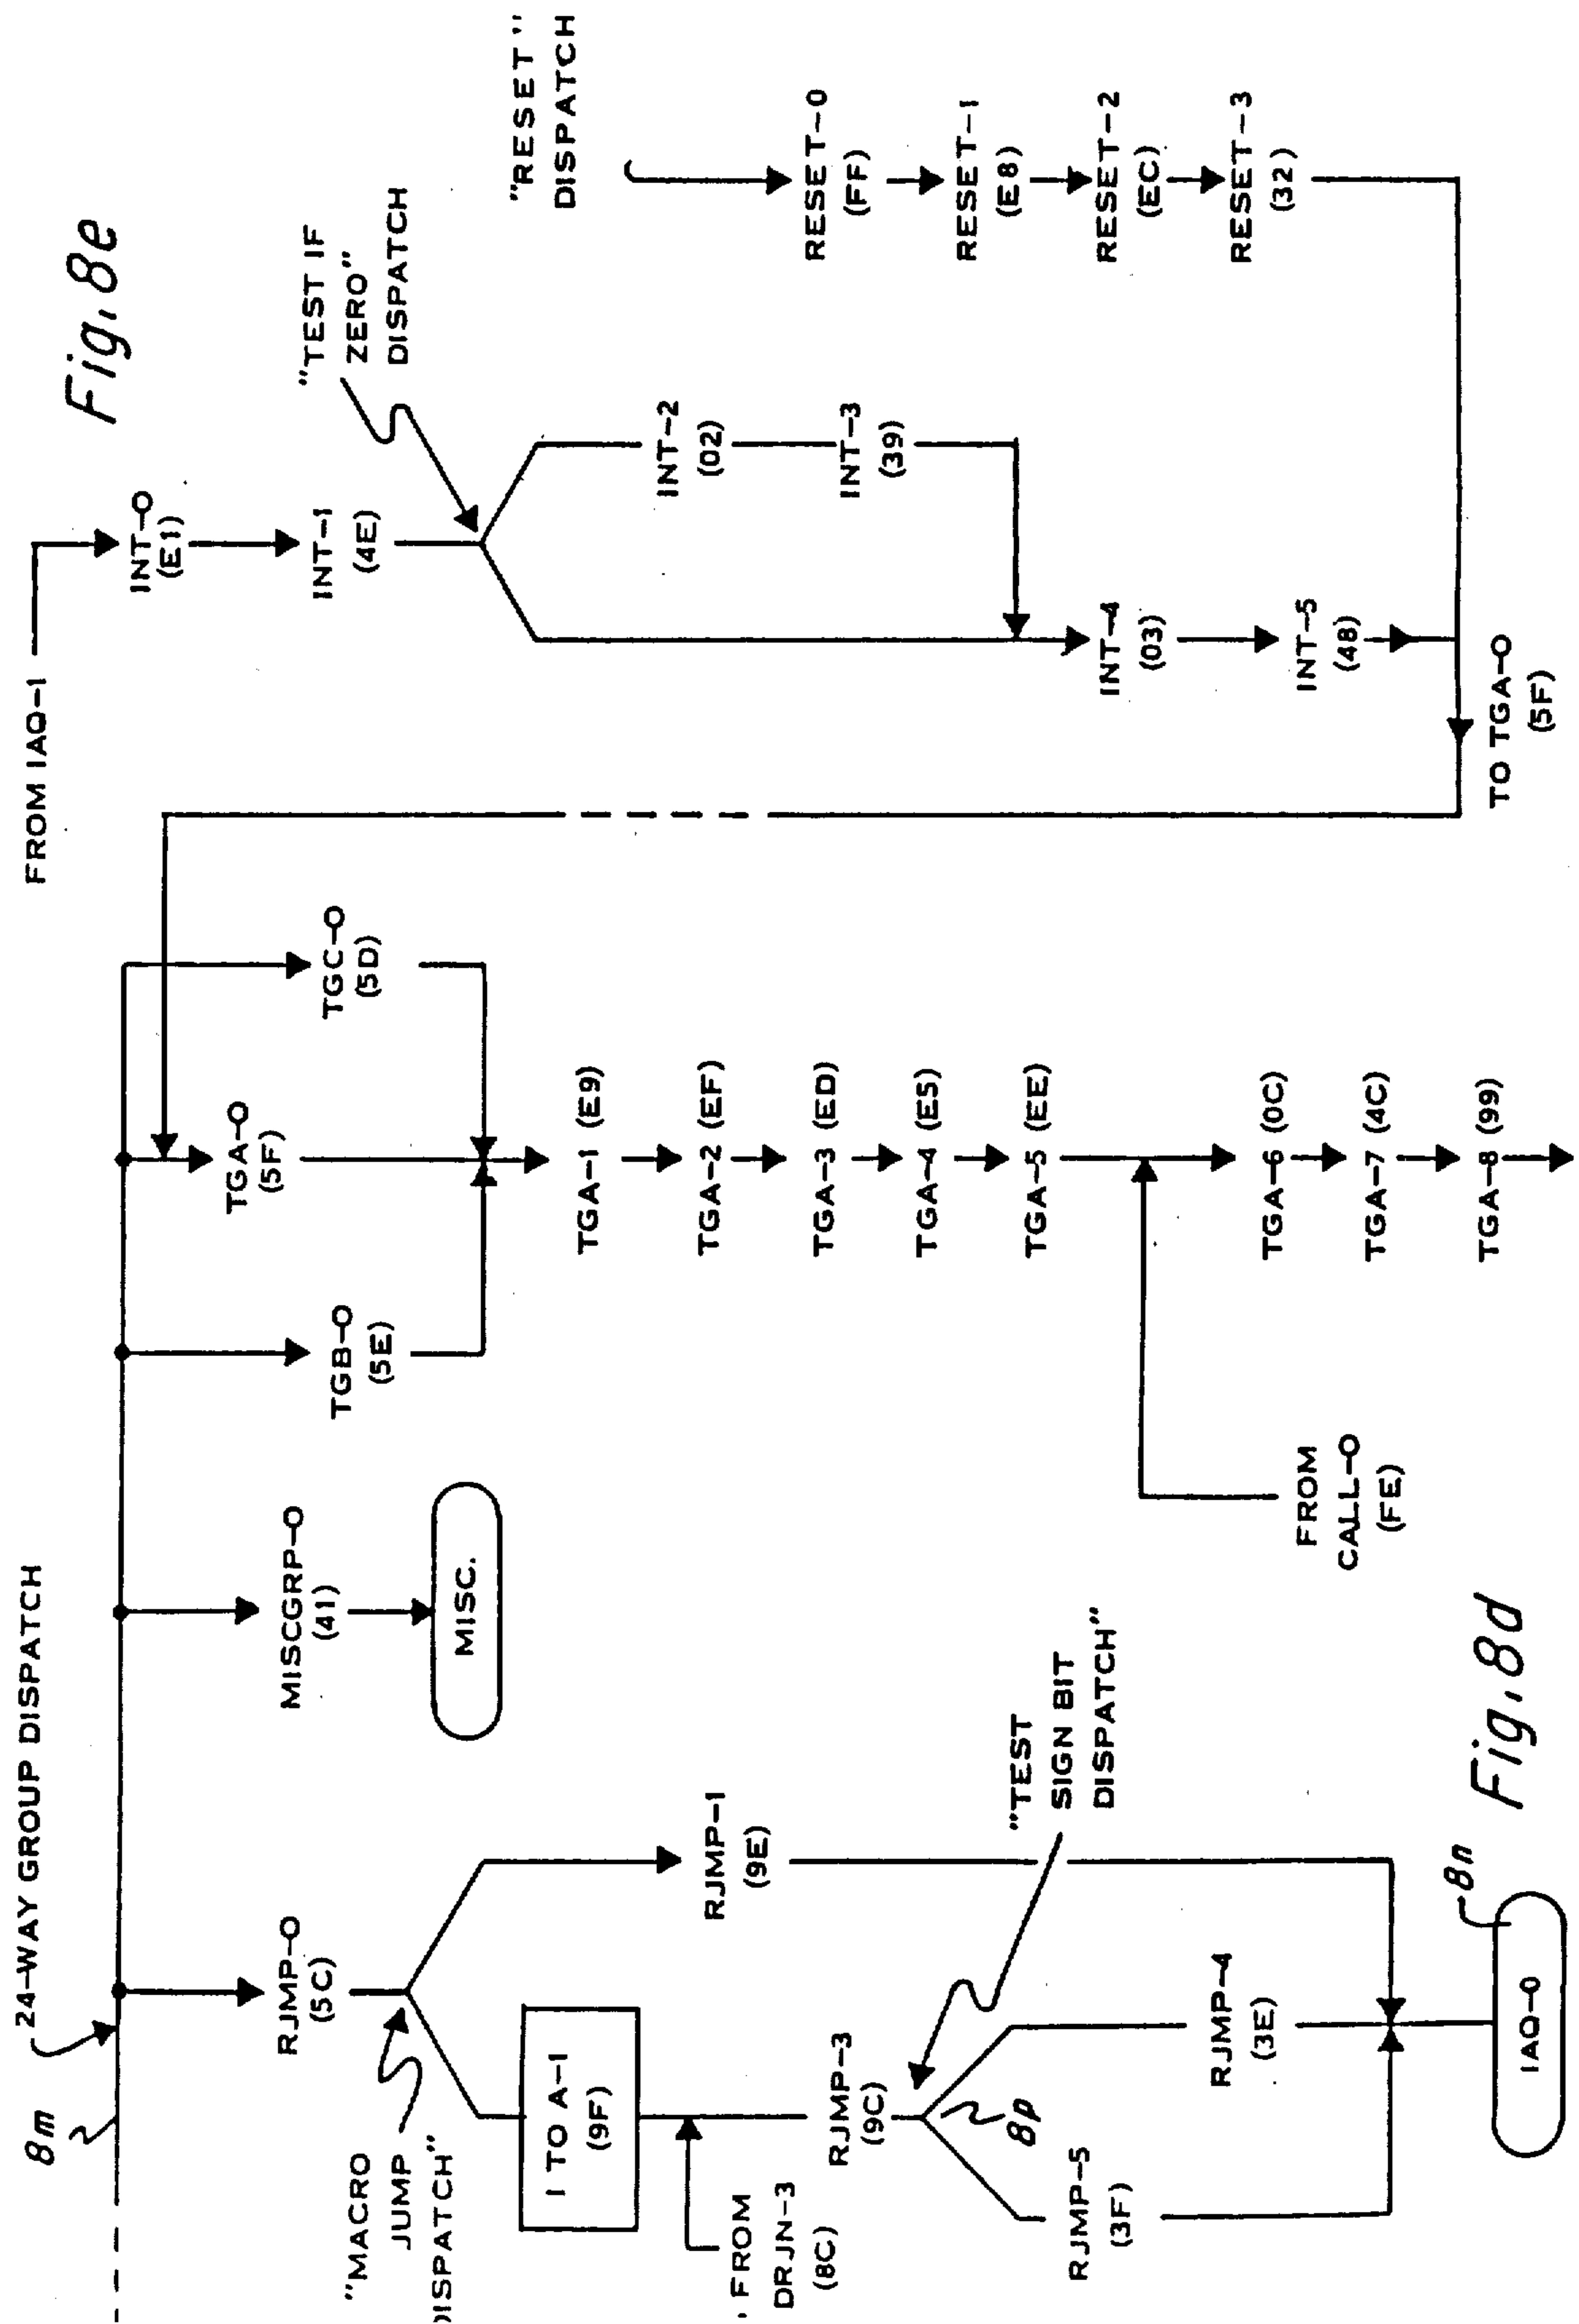 8m
24-WAY GROUP DISPATCH
RJMP-0
(5C)
"MACRO
JUMP
DISPATCH"
I TO A-1
(9F)
RJMP-1
(9E)
FROM
DRJN-3
(8C)
RJMP-3
(9C)
8p
"TEST
SIGN BIT
DISPATCH"
RJMP-5
(3F)
RJMP-4
(3E)
8n
IAQ-0
Fig. 8d
MISCGRP-0
(41)
MISC.
TGB-0
(5E)
TGA-0
(5F)
TGC-0
(5D)
TGA-1 (E9)
TGA-2 (EF)
TGA-3 (ED)
TGA-4 (E5)
TGA-5 (EE)
FROM
CALL-0
(FE)
TGA-6 (0C)
TGA-7 (4C)
TGA-8 (99)
Fig. 8e
FROM IAQ-1
INT-0
(E1)
INT-1
(4E)
"TEST IF
ZERO"
DISPATCH
INT-2
(02)
INT-3
(39)
INT-4
(03)
INT-5
(48)
"RESET"
DISPATCH
RESET-0
(FF)
RESET-1
(E8)
RESET-2
(EC)
RESET-3
(32)
TO TGA-0
(5F)